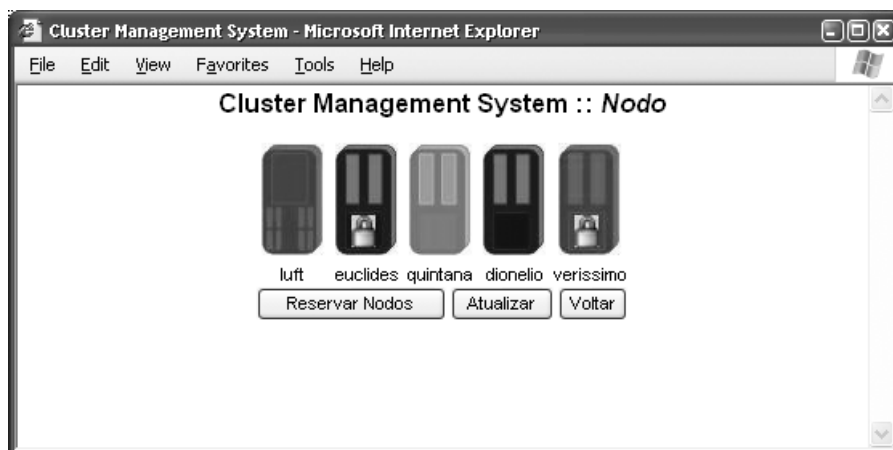 Cluster Management System - Microsoft Internet Explorer
File Edit View Favorites Tools Help
Cluster Management System :: Nodo
luft euclides quintana dionelio verissimo
Reservar Nodos Atualizar Voltar